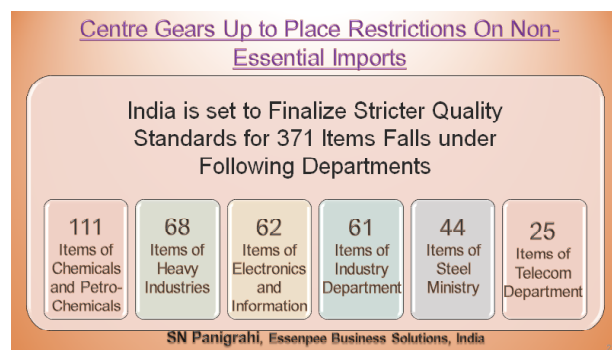 Centre Gears Up to Place Restrictions On Non-
Essential Imports
India is set to Finalize Stricter Quality
Standards for 371 Items Falls under
Following Departments
111
Items of
Chemicals
and Petro-
Chemicals
68
Items of
Heavy
Industries
62
Items of
Electronics
and
Information
61
Items of
Industry
Department
44
Items of
Steel
Ministry
25
Items of
Telecom
Department
SN Panigrahi, Essenpee Business Solutions, India